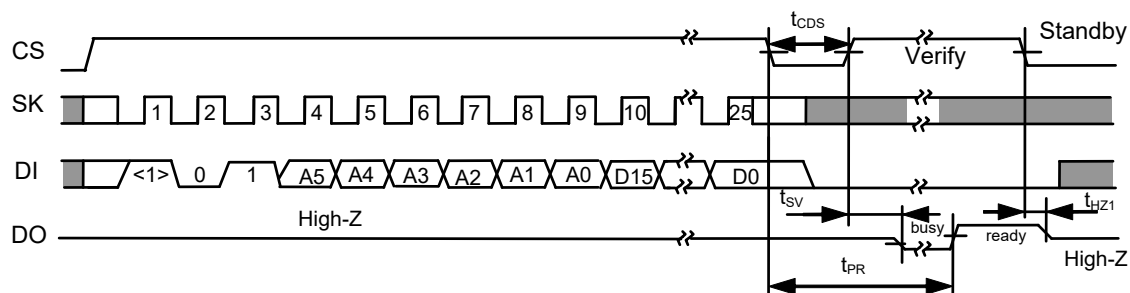 CS tCDS Verify Standby
SK 1 2 3 4 5 6 7 8 9 10 25
DI <1> 0 1 A5 A4 A3 A2 A1 A0 D15 D0
High-Z tSV busy ready tHZ1
DO High-Z
tPR